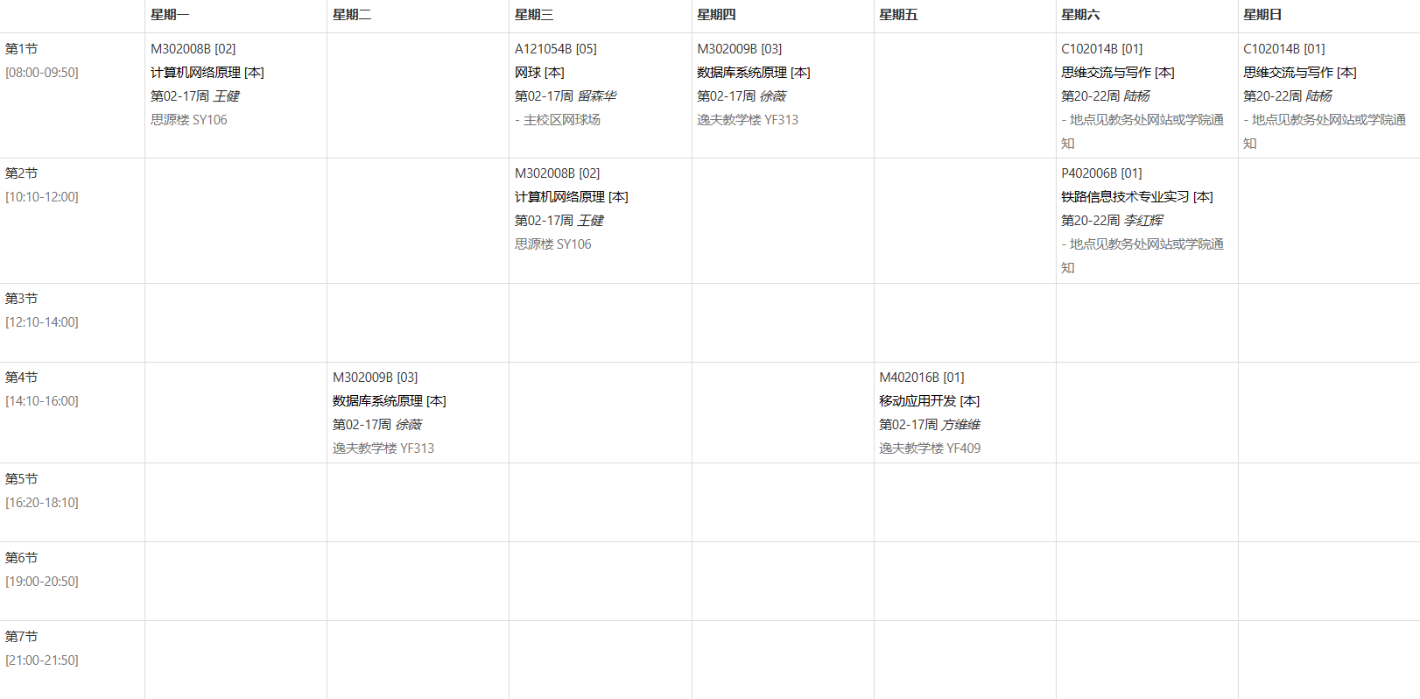 星期一
星期二
星期三
星期四
星期五
星期六
星期日
第1节
[08:00-09:50]
M302008B [02]
计算机网络原理 [本]
第02-17周 王健
思源楼 SY106
A121054B [05]
网球 [本]
第02-17周 留森华
- 主校区网球场
M302009B [03]
数据库系统原理 [本]
第02-17周 徐薇
逸夫教学楼 YF313
C102014B [01]
思维交流与写作 [本]
第20-22周 陆杨
- 地点见教务处网站或学院通
知
C102014B [01]
思维交流与写作 [本]
第20-22周 陆杨
- 地点见教务处网站或学院通
知
第2节
[10:10-12:00]
M302008B [02]
计算机网络原理 [本]
第02-17周 王健
思源楼 SY106
P402006B [01]
铁路信息技术专业实习 [本]
第20-22周 李红辉
- 地点见教务处网站或学院通
知
第3节
[12:10-14:00]
第4节
[14:10-16:00]
M302009B [03]
数据库系统原理 [本]
第02-17周 徐薇
逸夫教学楼 YF313
M402016B [01]
移动应用开发 [本]
第02-17周 方维维
逸夫教学楼 YF409
第5节
[16:20-18:10]
第6节
[19:00-20:50]
第7节
[21:00-21:50]